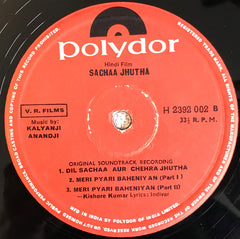 polydor
Hindi Film
SACHAA JHUTHA
V. R. FILMS
Music by:
KALYANJI
ANANDJI
H 2392 002 B
33⅓ R. P. M.
ORIGINAL SOUNDTRACK RECORDING
1. DIL SACHAA AUR CHEHRA JHUTHA
2. MERI PYARI BAHENIYAN (Part I)
3. MERI PYARI BAHENIYAN (Part II)
—Kishore Kumar Lyrics: Indivar
MADE IN INDIA BY POLYDOR OF INDIA LIMITED.